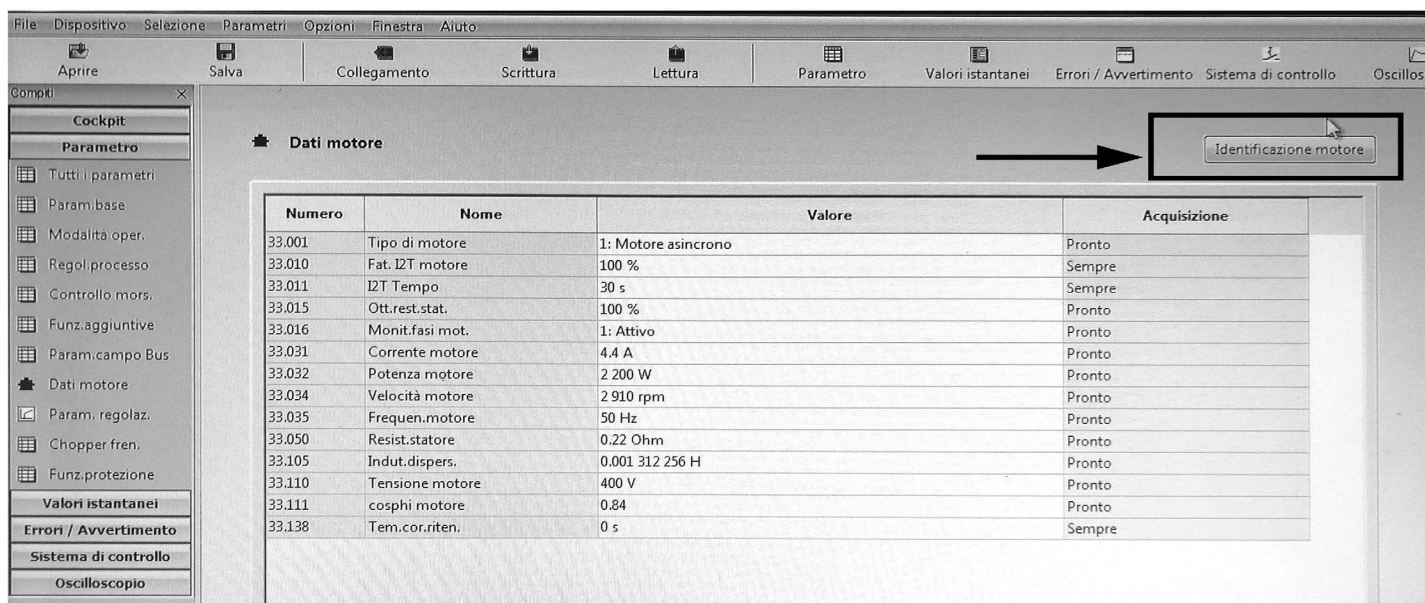 File Dispositivo Selezione Parametri Opzioni Finestra Aiuto
Aprire Salva Collegamento Scrittura Lettura Parametro Valori istantanei Errori / Avvertimento Sistema di controllo Oscillos
Compiti
Cockpit
Parametro
Tutti i parametri
Param.base
Modalità oper.
Regol.processo
Controllo mors.
Funz.aggiuntive
Param.campo Bus
Dati motore
Param. regolaz.
Chopper fren.
Funz.protezione
Valori istantanei
Errori / Avvertimento
Sistema di controllo
Oscilloscopio
Dati motore
Identificazione motore
Numero Nome Valore Acquisizione
33.001 Tipo di motore 1: Motore asincrono Pronto
33.010 Fat. I2T motore 100 % Sempre
33.011 I2T Tempo 30 s Sempre
33.015 Ott.rest.stat. 100 % Pronto
33.016 Monit.fasi mot. 1: Attivo Pronto
33.031 Corrente motore 4.4 A Pronto
33.032 Potenza motore 2 200 W Pronto
33.034 Velocità motore 2 910 rpm Pronto
33.035 Frequen.motore 50 Hz Pronto
33.050 Resist.statore 0.22 Ohm Pronto
33.105 Indut.dispers. 0.001 312 256 H Pronto
33.110 Tensione motore 400 V Pronto
33.111 cosphi motore 0.84 Pronto
33.138 Tem.cor.riten. 0 s Sempre